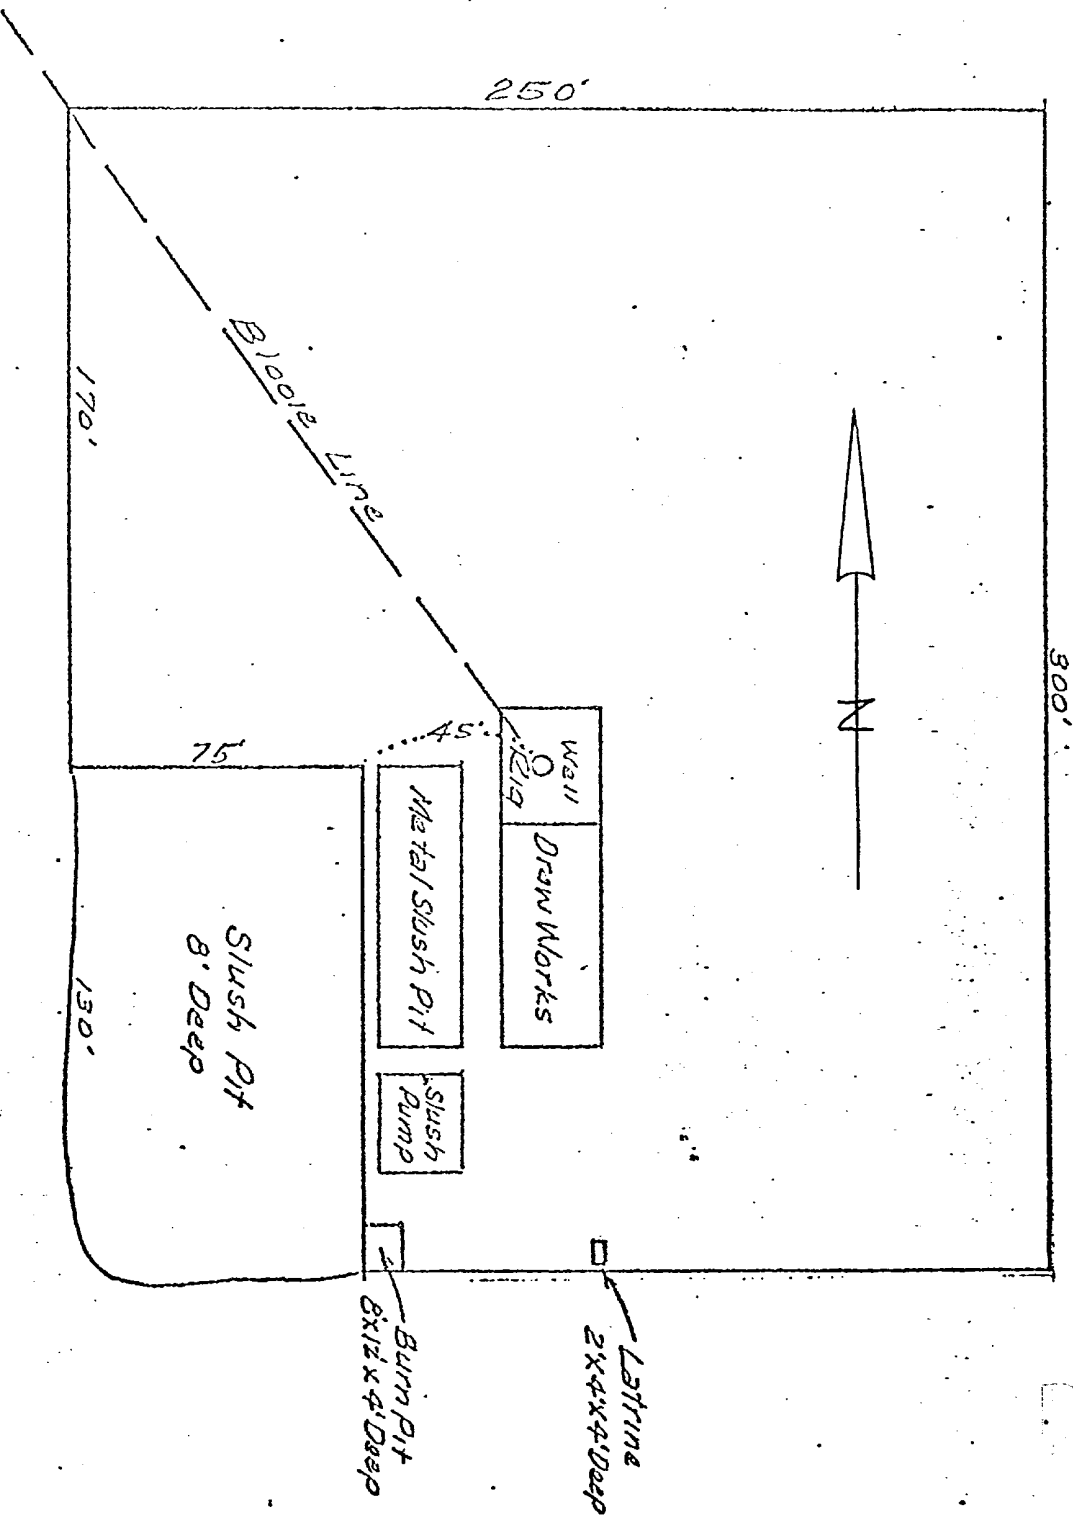 250'
300'
N
170'
Blooie Line
75'
45'
Well
Rig
Draw Works
Metal Slush Pit
Slush
Pump
Slush Pit
8' Deep
130'
Burn Pit
8'x12'x4' Deep
Latrine
2'x4'x4' Deep